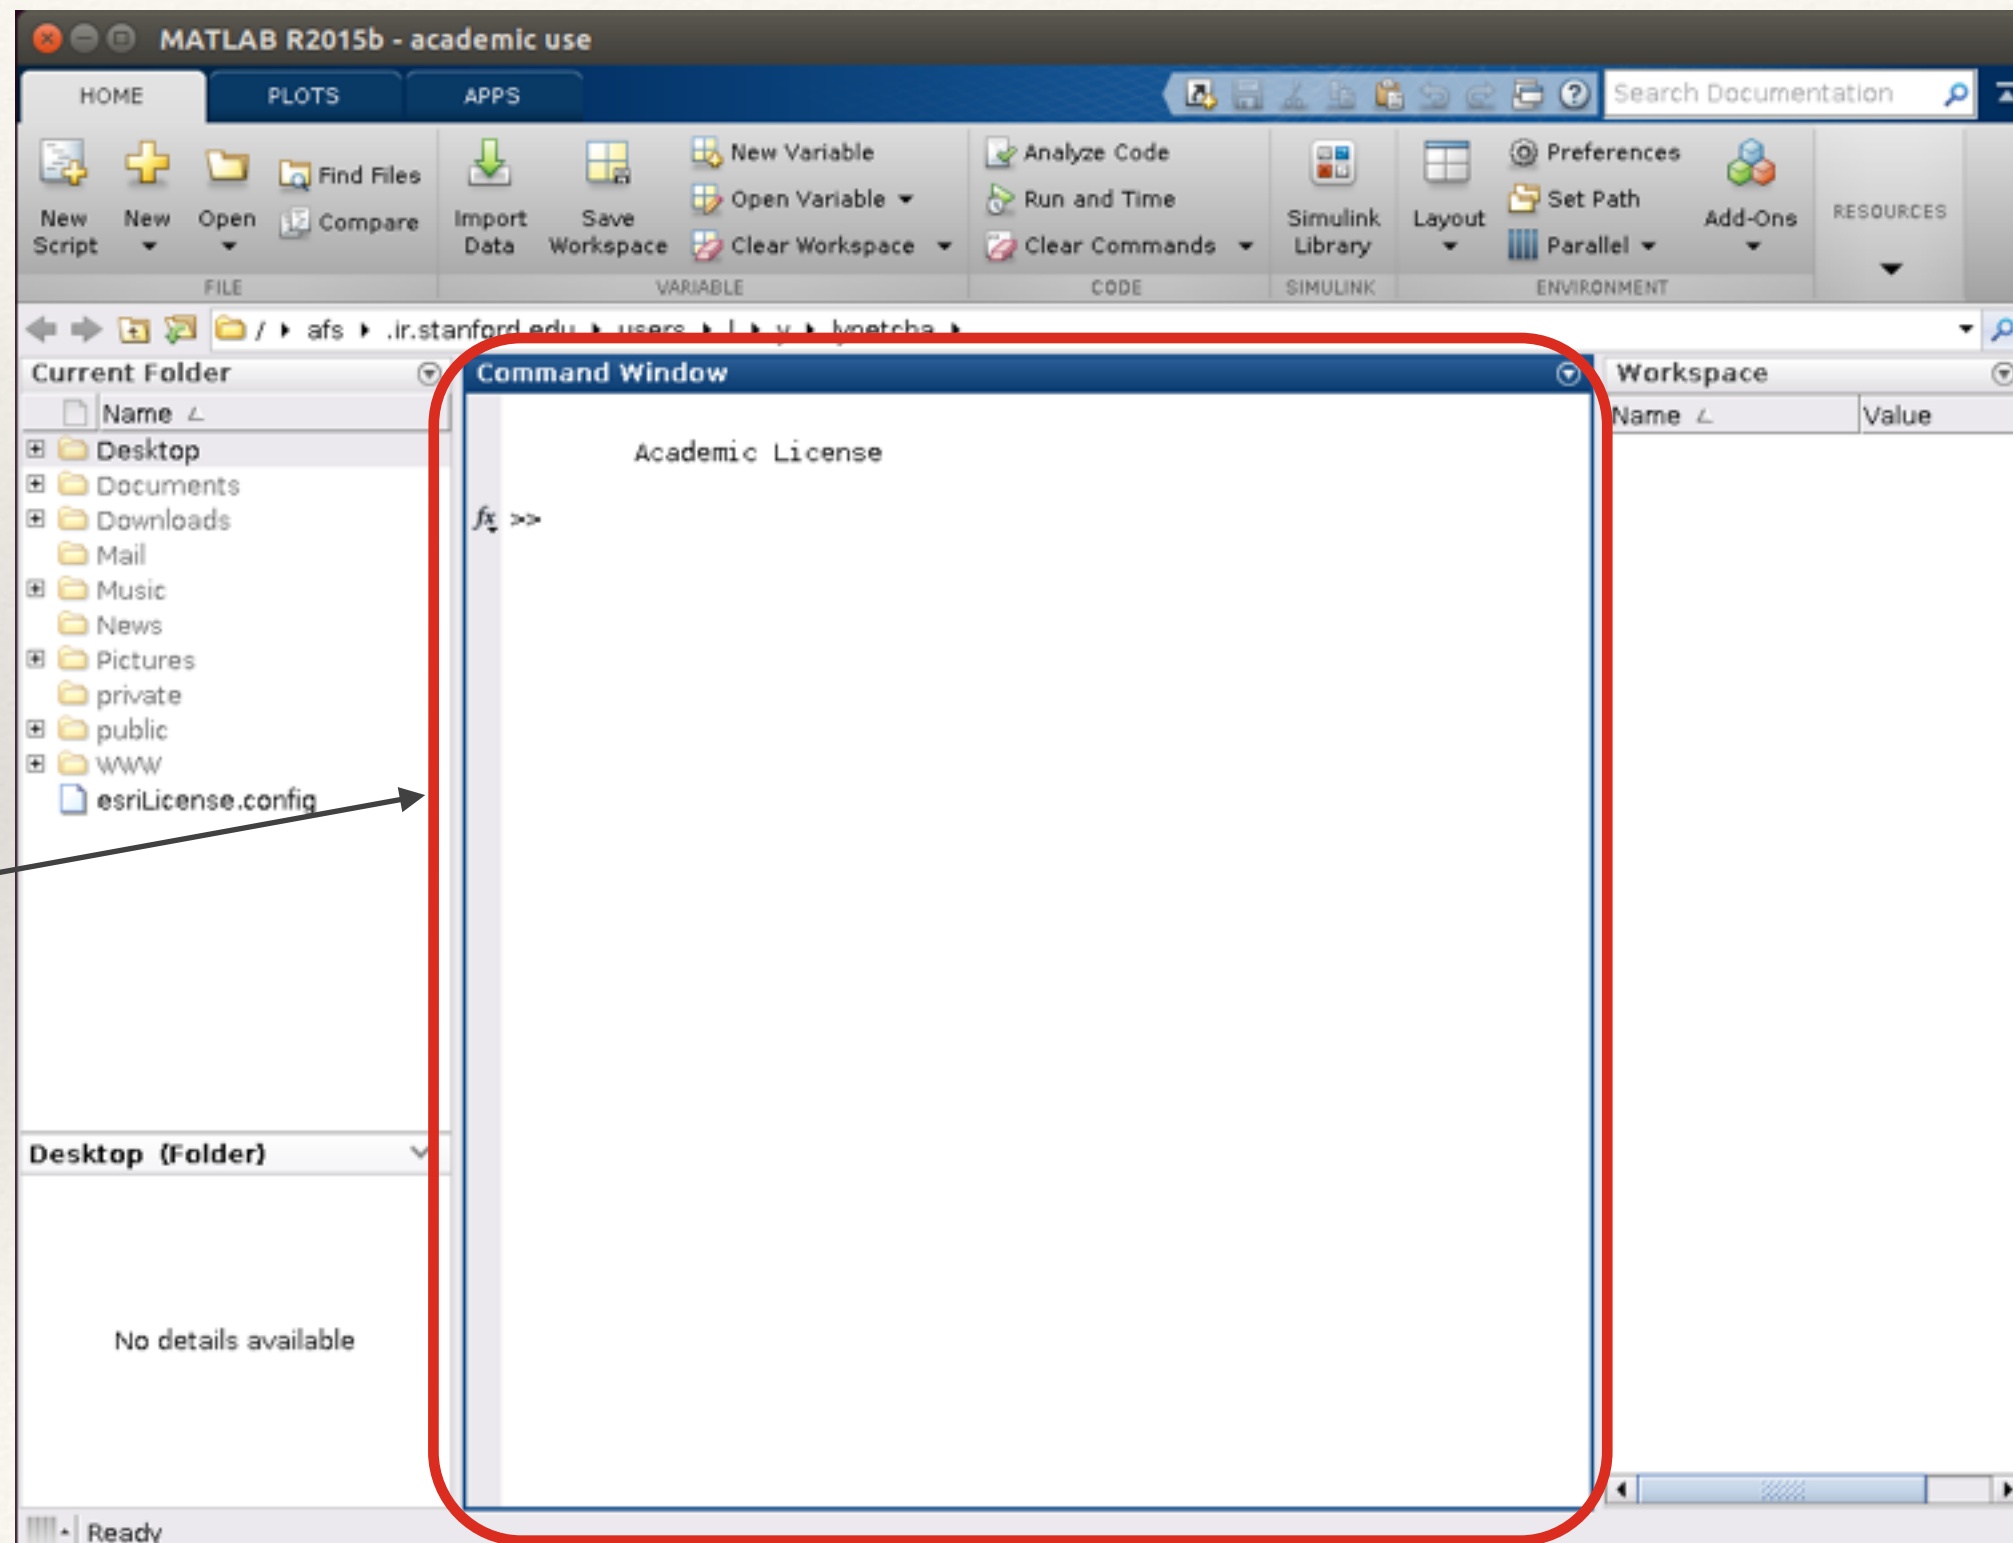 MATLAB R2015b - academic use
HOME PLOTS APPS Search Documentation
New Script New Open Find Files Compare
Import Data Save Workspace New Variable Open Variable Clear Workspace
Analyze Code Run and Time Clear Commands
Simulink Library Layout Preferences Set Path Parallel Add-Ons RESOURCES
FILE VARIABLE CODE SIMULINK ENVIRONMENT
/ afs .ir.stanford.edu users l y lynetcha
Current Folder
Name
Desktop
Documents
Downloads
Mail
Music
News
Pictures
private
public
WWW
esriLicense.config
Desktop (Folder)
No details available
Ready
Command Window
Academic License
fx >>
Workspace
Name Value